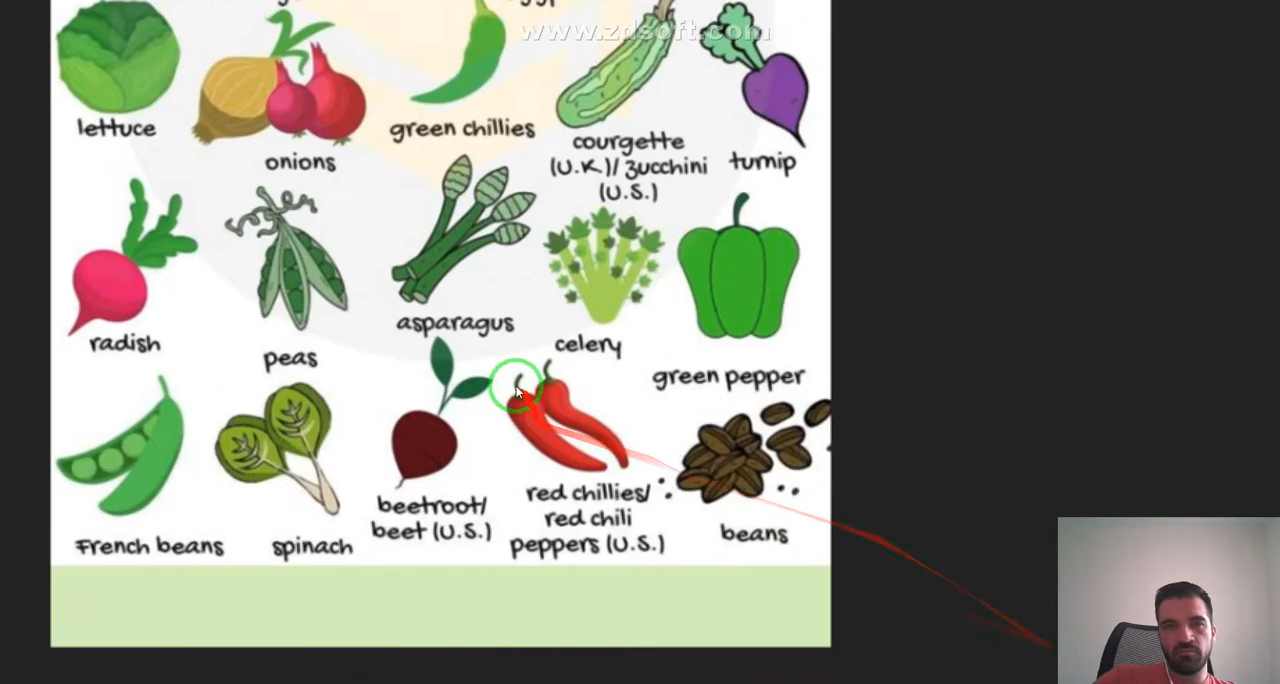 www.zdsoft.com
lettuce
onions
green chillies
courgette
(U.K)/ zucchini
(U.S.)
turnip
radish
peas
asparagus
celery
green pepper
French beans
spinach
beetroot/
beet (U.S.)
red chillies/
red chili
peppers (U.S.)
beans